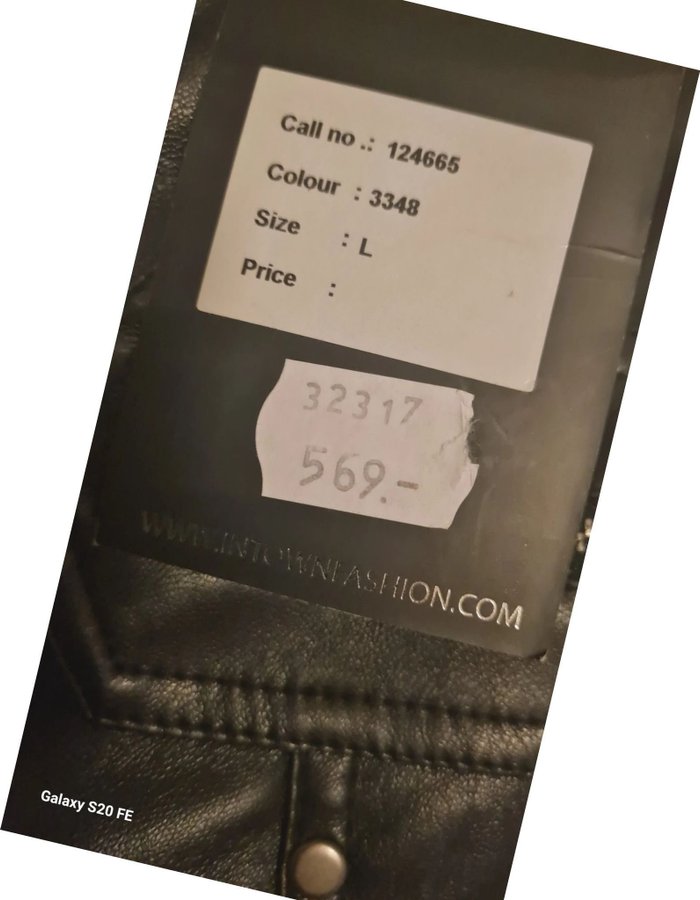 Call no .: 124665
Colour : 3348
Size : L
Price :
32317
569.-
WWW.INTOWNFASHION.COM
Galaxy S20 FE